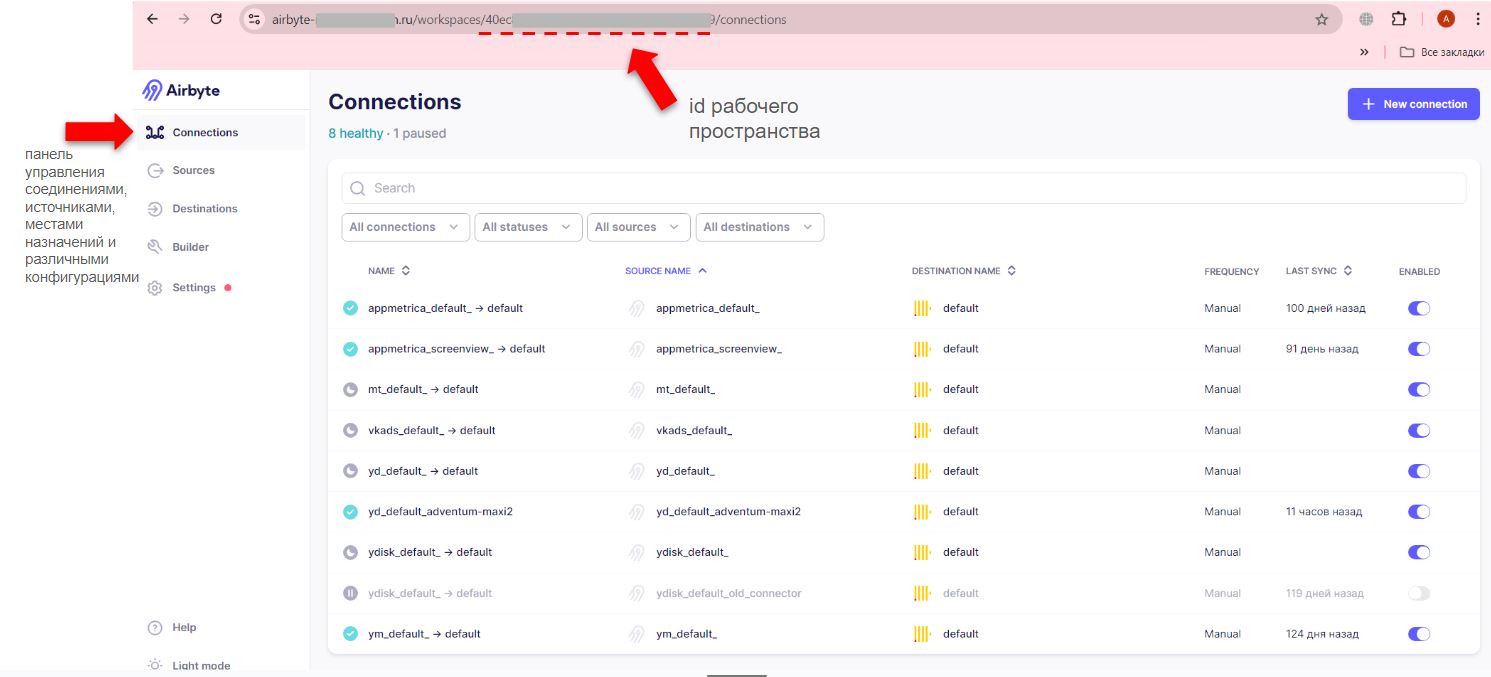 airbyte-
n.ru/workspaces/40ec
9/connections
A
Все закладки
Airbyte
Connections
Sources
Destinations
Builder
Settings
Help
Light mode
панель
управления
соединениями,
источниками,
местами
назначений и
различными
конфигурациями
Connections
8 healthy · 1 paused
id рабочего
пространства
+ New connection
Search
All connections
All statuses
All sources
All destinations
NAME SOURCE NAME DESTINATION NAME FREQUENCY LAST SYNC ENABLED
appmetrica_default_ → default appmetrica_default_ default Manual 100 дней назад
appmetrica_screenview_ → default appmetrica_screenview_ default Manual 91 день назад
mt_default_ → default mt_default_ default Manual
vkads_default_ → default vkads_default_ default Manual
yd_default_ → default yd_default_ default Manual
yd_default_adventum-maxi2 yd_default_adventum-maxi2 default Manual 11 часов назад
ydisk_default_ → default ydisk_default_ default Manual
ydisk_default_ → default ydisk_default_old_connector default Manual 119 дней назад
ym_default_ → default ym_default_ default Manual 124 дня назад